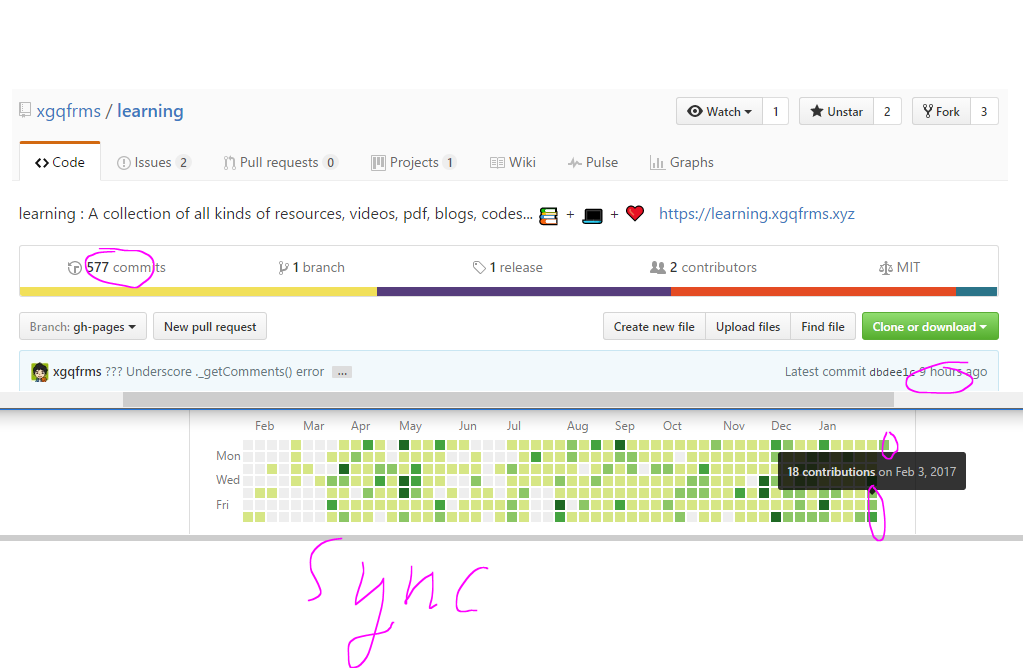 xgqfrms / learning
Watch 1 Unstar 2 Fork 3
Code Issues 2 Pull requests 0 Projects 1 Wiki Pulse Graphs
learning : A collection of all kinds of resources, videos, pdf, blogs, codes... 📚 + 💻 + ❤️ https://learning.xgqfrms.xyz
577 commits 1 branch 1 release 2 contributors MIT
Branch: gh-pages New pull request Create new file Upload files Find file Clone or download
xgqfrms ??? Underscore ._getComments() error ... Latest commit dbdee1c 9 hours ago
Feb Mar Apr May Jun Jul Aug Sep Oct Nov Dec Jan
Mon
18 contributions on Feb 3, 2017
Wed
Fri
sync